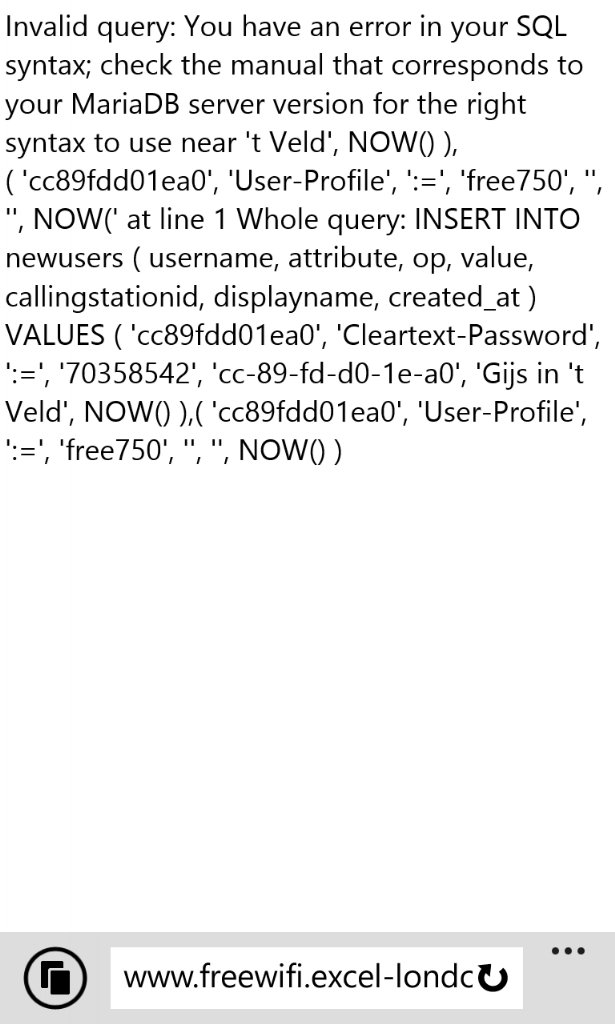 Invalid query: You have an error in your SQL
syntax; check the manual that corresponds to
your MariaDB server version for the right
syntax to use near 't Veld', NOW() ),
( 'cc89fdd01ea0', 'User-Profile', ':=', 'free750', '',
'', NOW(' at line 1 Whole query: INSERT INTO
newusers ( username, attribute, op, value,
callingstationid, displayname, created_at )
VALUES ( 'cc89fdd01ea0', 'Cleartext-Password',
':=', '70358542', 'cc-89-fd-d0-1e-a0', 'Gijs in 't
Veld', NOW() ),( 'cc89fdd01ea0', 'User-Profile',
':=', 'free750', '', '', NOW() )
www.freewifi.excel-londc